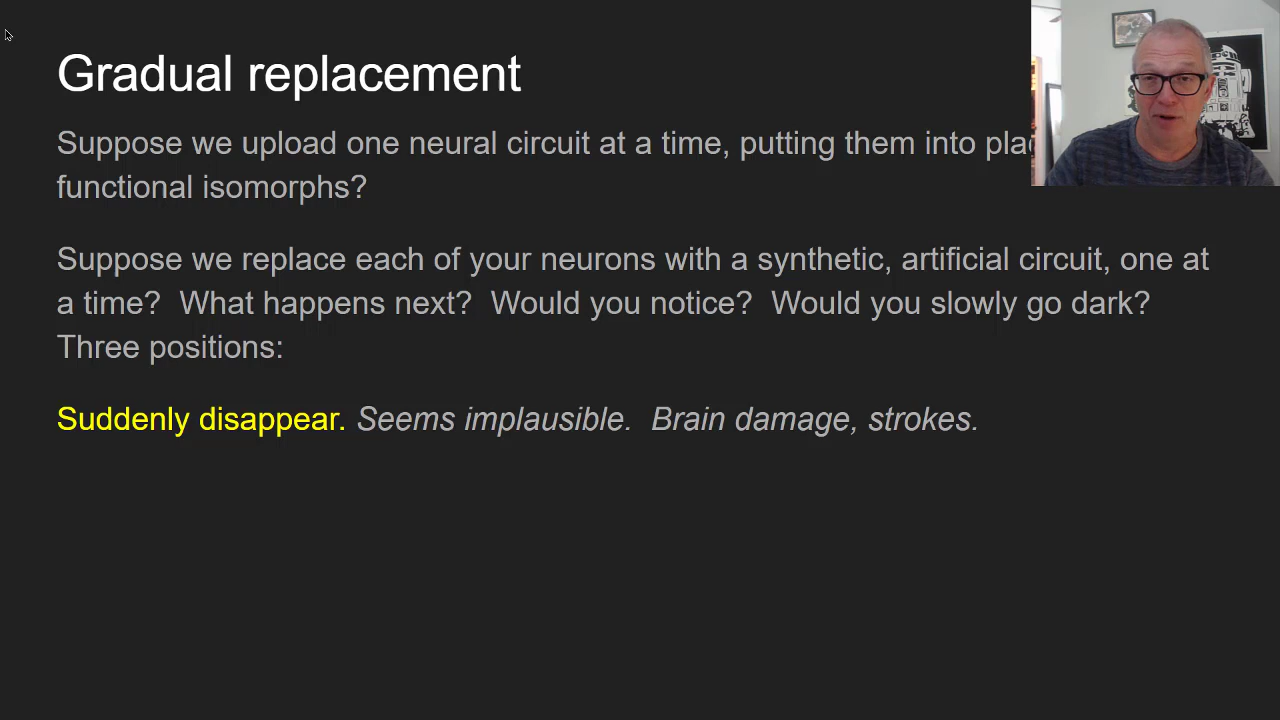 Gradual replacement
Suppose we upload one neural circuit at a time, putting them into
functional isomorphs?
Suppose we replace each of your neurons with a synthetic, artificial circuit, one at
a time?  What happens next?  Would you notice?  Would you slowly go dark?
Three positions:
Suddenly disappear. Seems implausible.  Brain damage, strokes.